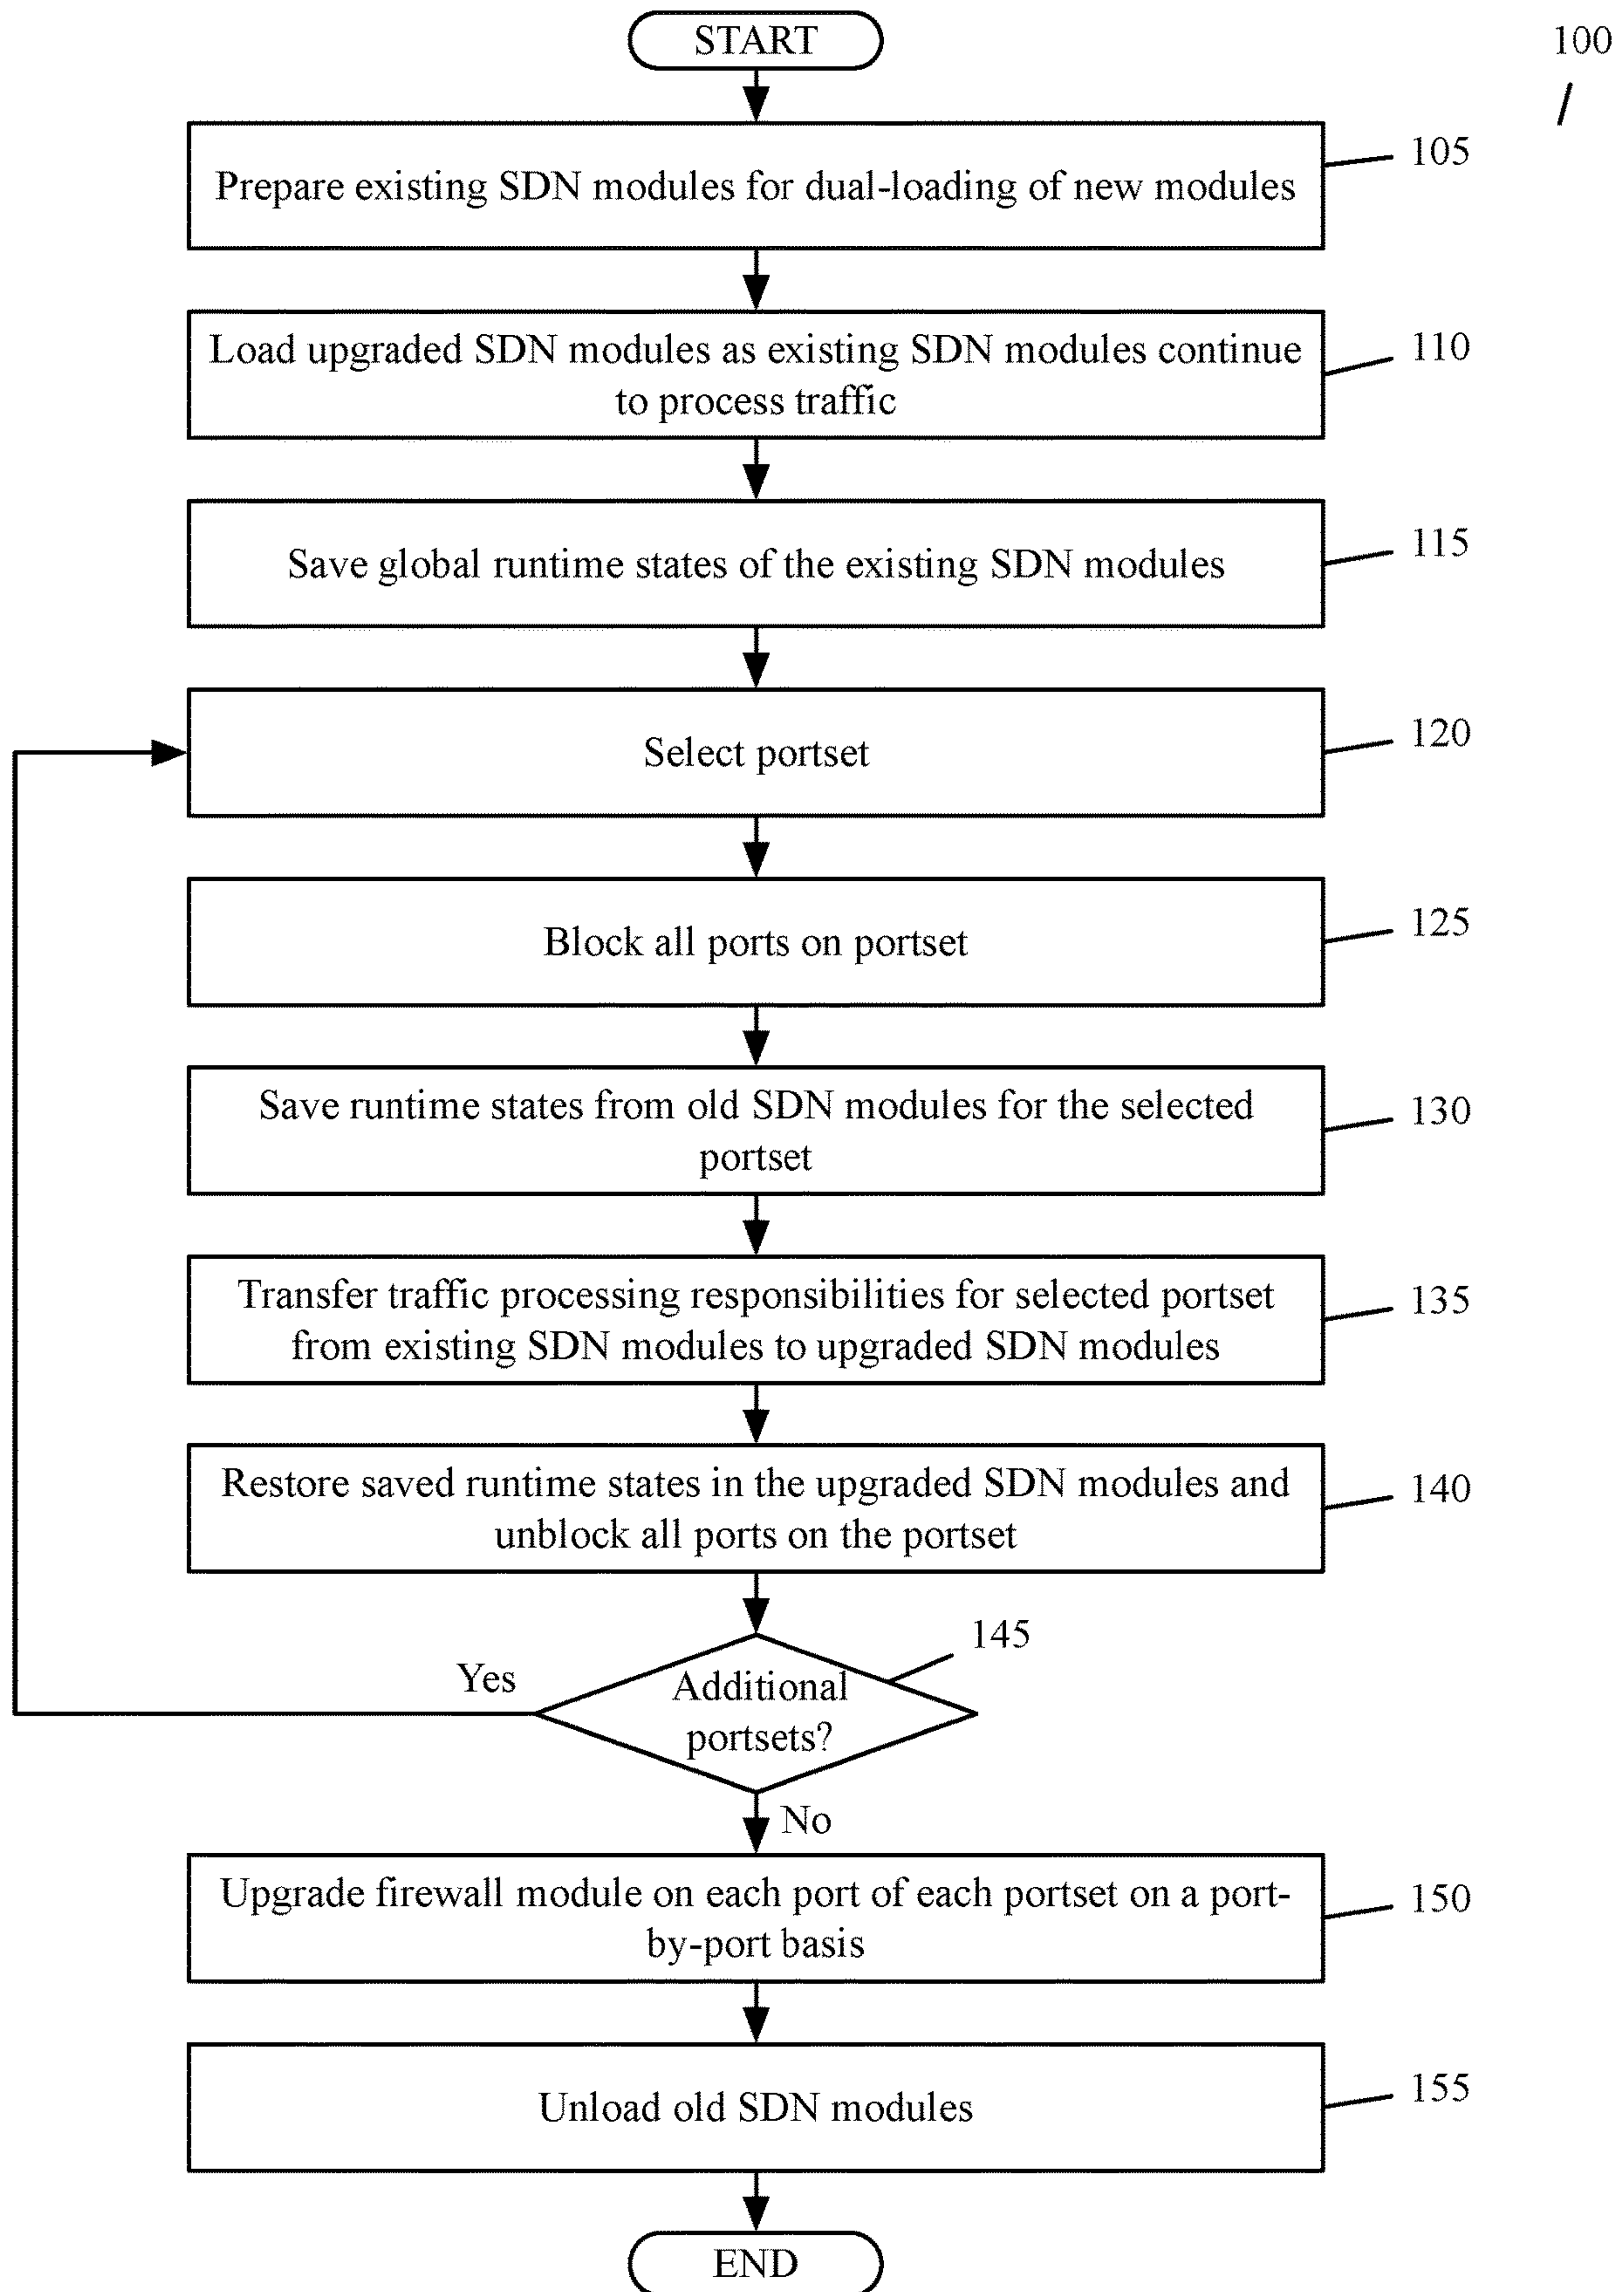 START
100
Prepare existing SDN modules for dual-loading of new modules
105
Load upgraded SDN modules as existing SDN modules continue
to process traffic
110
Save global runtime states of the existing SDN modules
115
Select portset
120
Block all ports on portset
125
Save runtime states from old SDN modules for the selected
portset
130
Transfer traffic processing responsibilities for selected portset
from existing SDN modules to upgraded SDN modules
135
Restore saved runtime states in the upgraded SDN modules and
unblock all ports on the portset
140
145
Yes
Additional
portsets?
No
Upgrade firewall module on each port of each portset on a port-
by-port basis
150
Unload old SDN modules
155
END